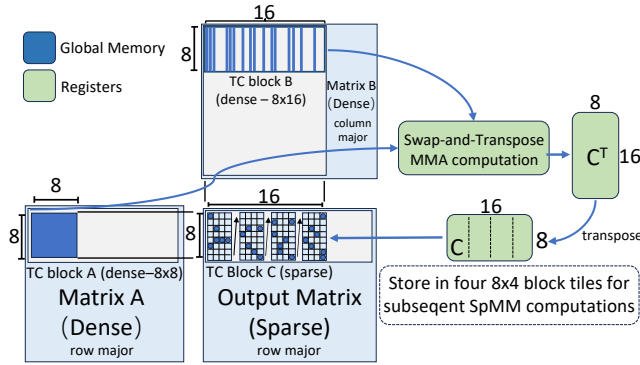 Global Memory
Registers
16
8
TC block B
(dense – 8x16)
Matrix B
(Dense)
column
major
Swap-and-Transpose
MMA computation
8
C^T
16
8
8
TC block A (dense–8x8)
Matrix A
(Dense)
row major
16
8
TC Block C (sparse)
Output Matrix
(Sparse)
row major
16
C
8
transpose
Store in four 8x4 block tiles for
subseqent SpMM computations